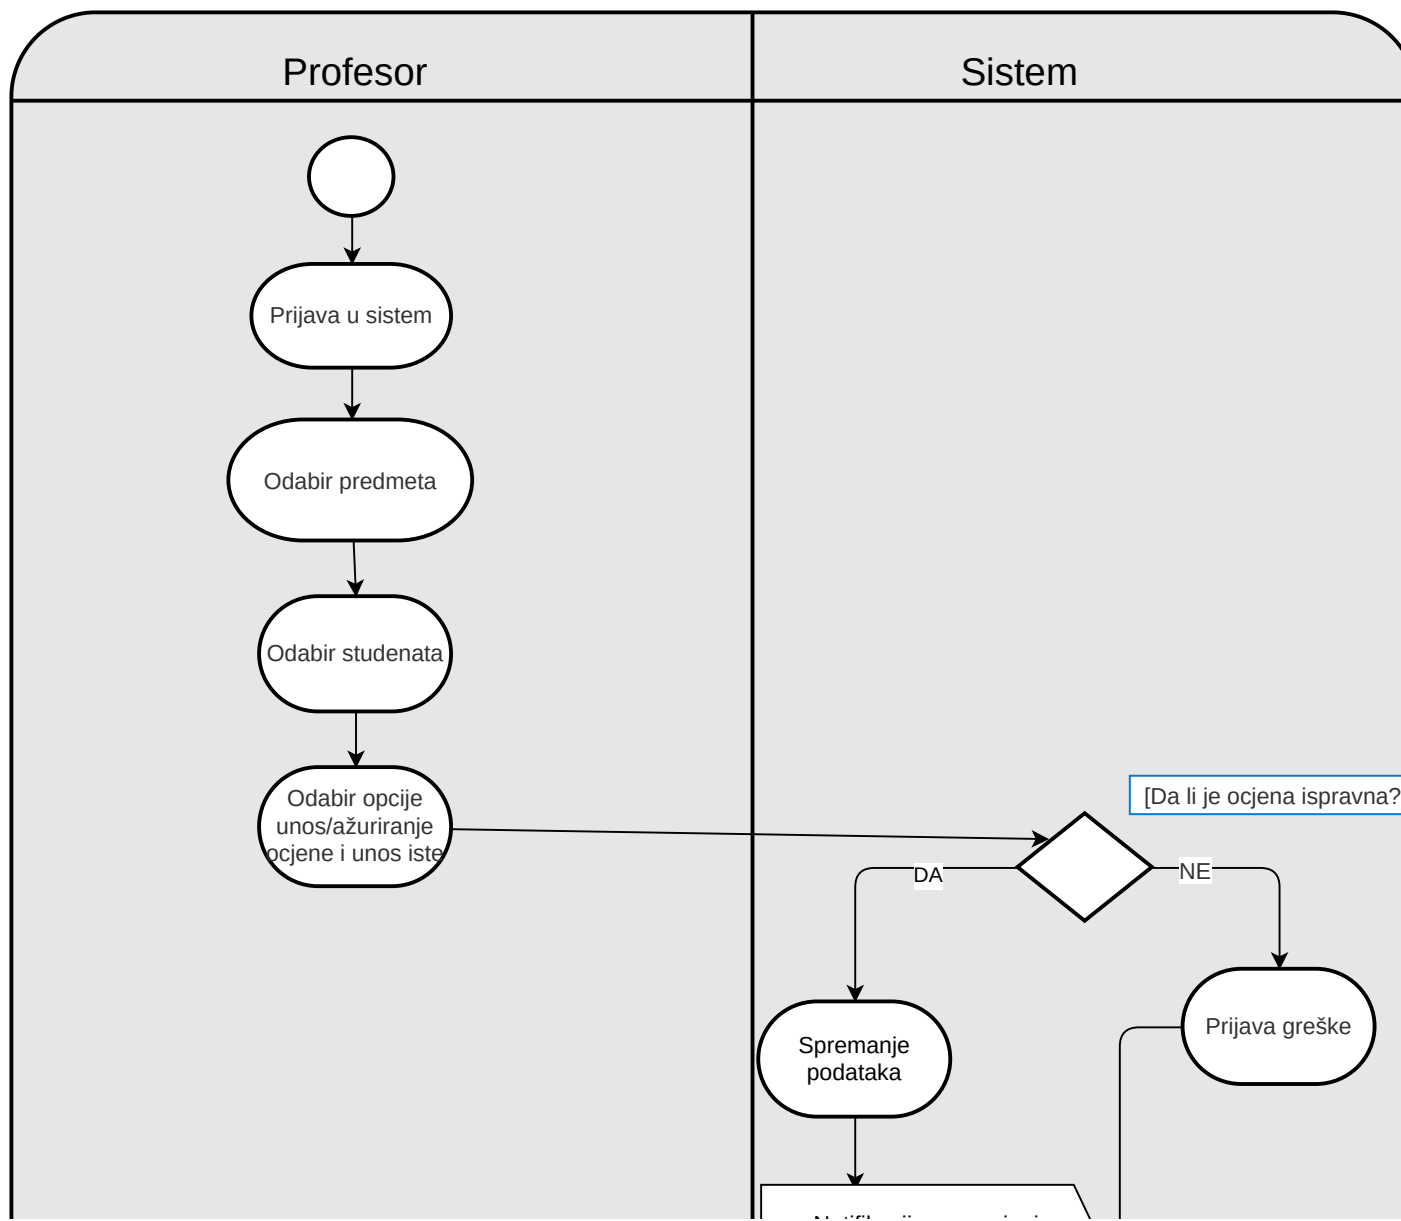 Profesor
Sistem
Prijava u sistem
Odabir predmeta
Odabir studenata
Odabir opcije
unos/ažuriranje
ocjene i unos iste
[Da li je ocjena ispravna?
DA
NE
Prijava greške
Spremanje
podataka